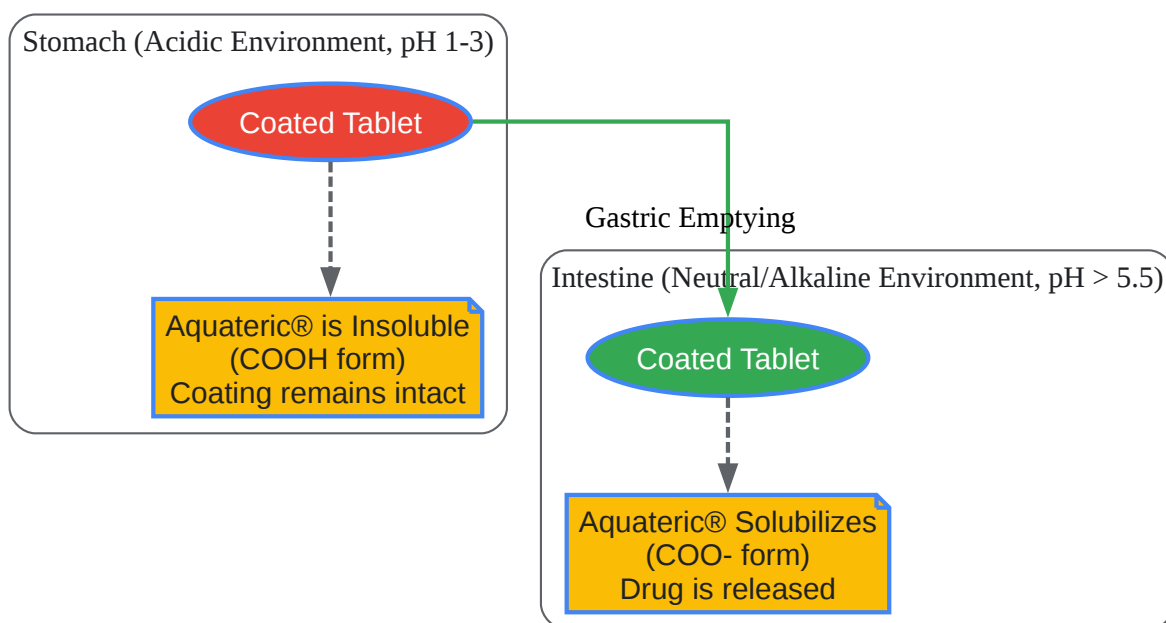 Stomach (Acidic Environment, pH 1-3)
Coated Tablet
Aquateric® is Insoluble
(COOH form)
Coating remains intact
Gastric Emptying
Intestine (Neutral/Alkaline Environment, pH > 5.5)
Coated Tablet
Aquateric® Solubilizes
(COO- form)
Drug is released